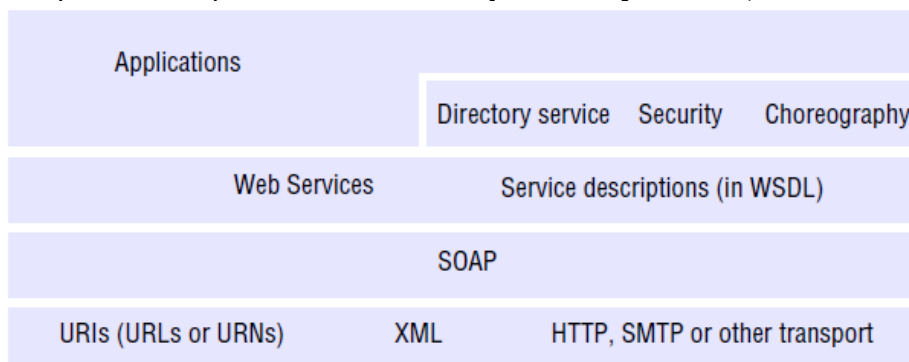 Applications
Directory service Security Choreography
Web Services Service descriptions (in WSDL)
SOAP
URIs (URLs or URNs) XML HTTP, SMTP or other transport